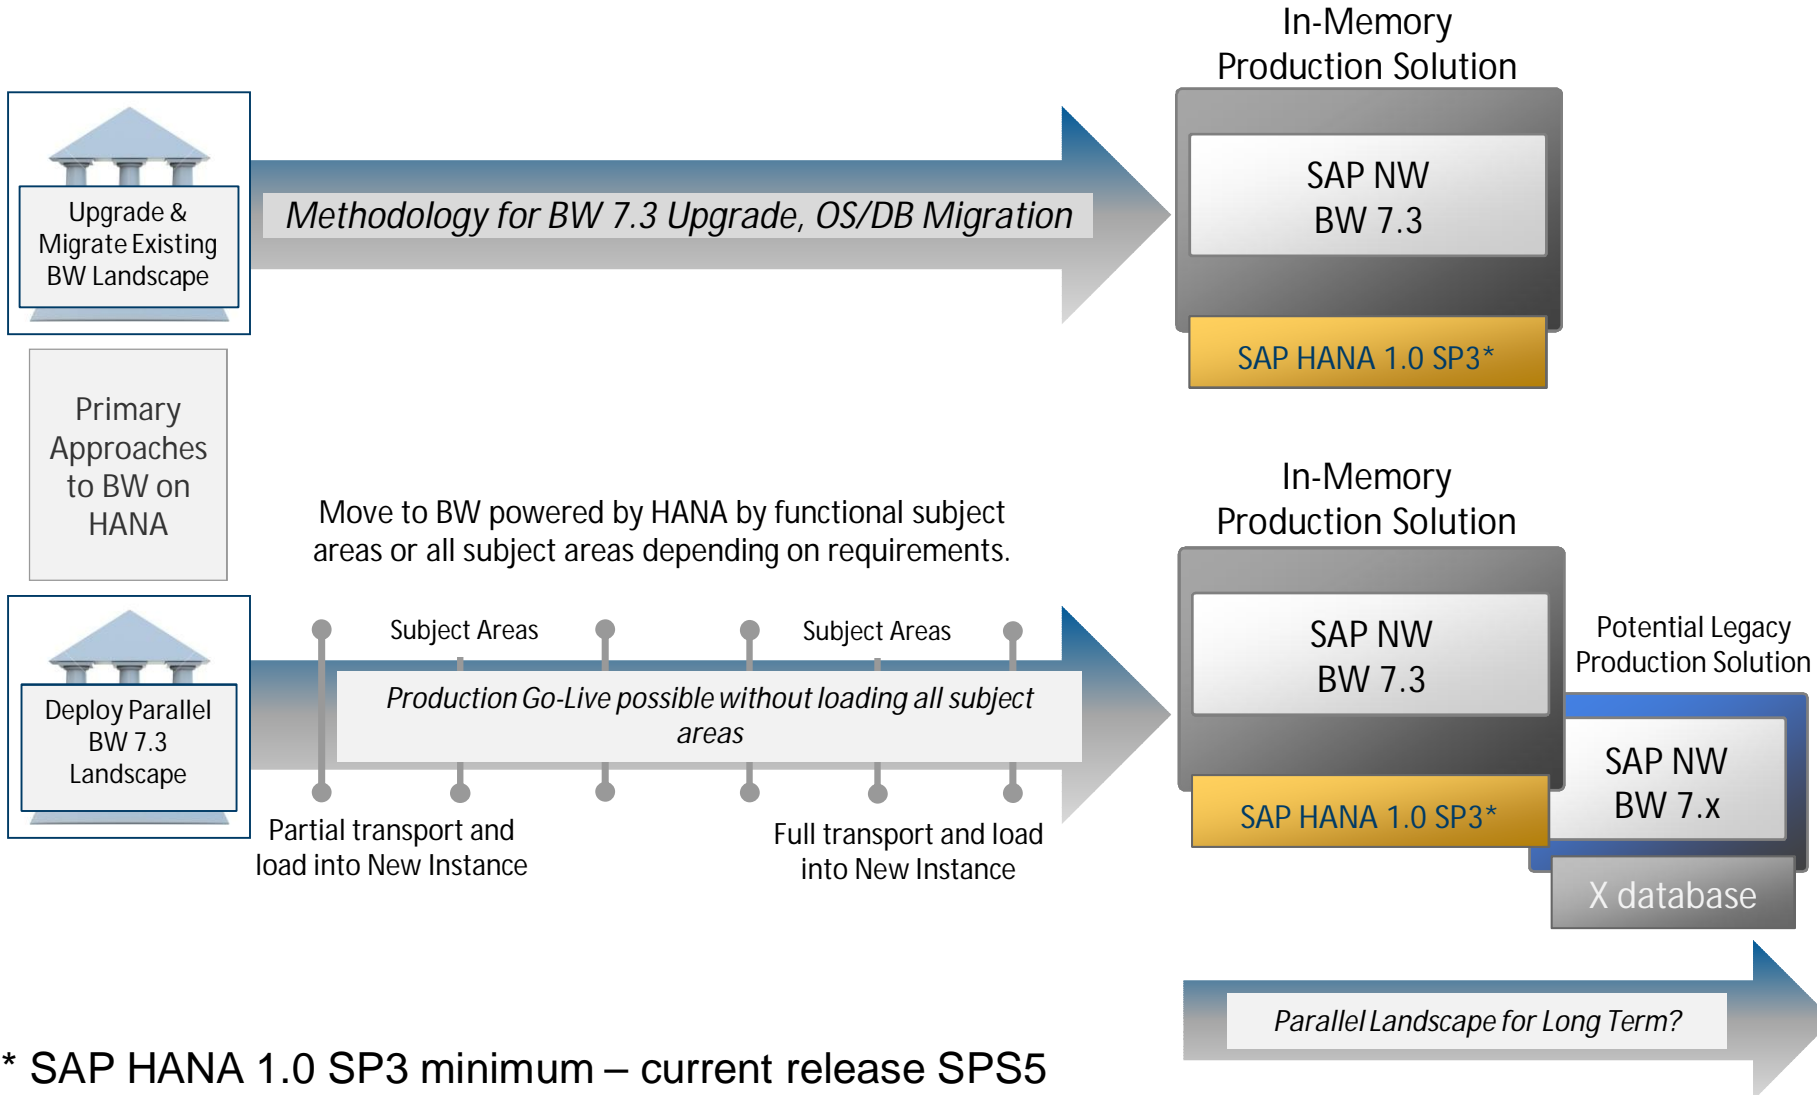 In-Memory
Production Solution
Upgrade &
Migrate Existing
BW Landscape
Methodology for BW 7.3 Upgrade, OS/DB Migration
SAP NW
BW 7.3
SAP HANA 1.0 SP3*
Primary
Approaches
to BW on
HANA
Move to BW powered by HANA by functional subject
areas or all subject areas depending on requirements.
In-Memory
Production Solution
Deploy Parallel
BW 7.3
Landscape
Subject Areas
Subject Areas
Production Go-Live possible without loading all subject
areas
Partial transport and
load into New Instance
Full transport and load
into New Instance
SAP NW
BW 7.3
SAP HANA 1.0 SP3*
Potential Legacy
Production Solution
SAP NW
BW 7.x
X database
Parallel Landscape for Long Term?
* SAP HANA 1.0 SP3 minimum – current release SPS5